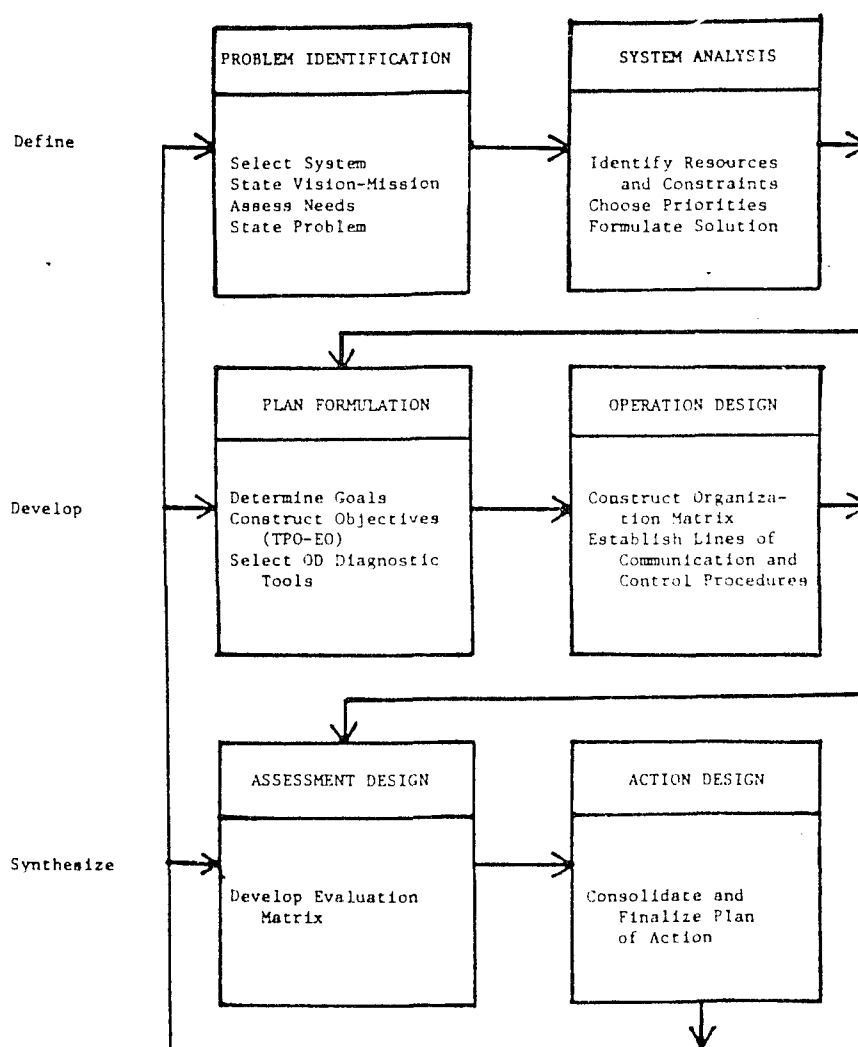 PROBLEM IDENTIFICATION
SYSTEM ANALYSIS
Define
Select System
State Vision-Mission
Assess Needs
State Problem
Identify Resources
and Constraints
Choose Priorities
Formulate Solution
PLAN FORMULATION
OPERATION DESIGN
Develop
Determine Goals
Construct Objectives
(TPO-EO)
Select OD Diagnostic
Tools
Construct Organiza-
tion Matrix
Establish Lines of
Communication and
Control Procedures
ASSESSMENT DESIGN
ACTION DESIGN
Synthesize
Develop Evaluation
Matrix
Consolidate and
Finalize Plan
of Action